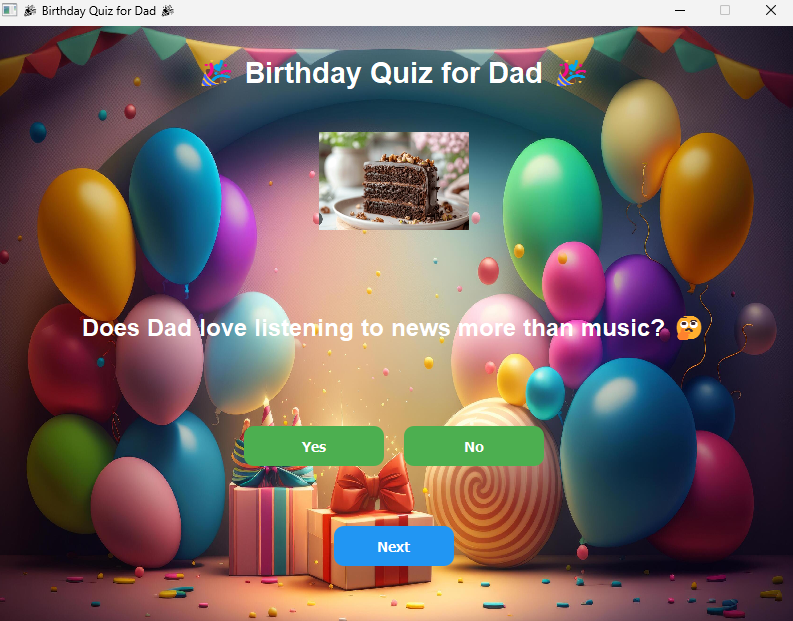 🎉 Birthday Quiz for Dad 🎉
🎉 Birthday Quiz for Dad 🎉
Does Dad love listening to news more than music? 🤔
Yes No
Next